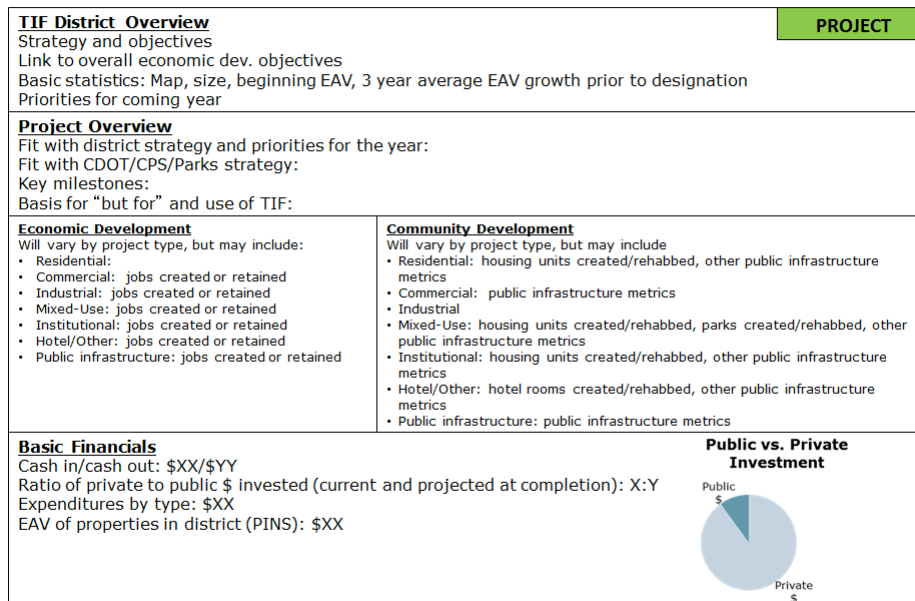 TIF District Overview
PROJECT
Strategy and objectives
Link to overall economic dev. objectives
Basic statistics: Map, size, beginning EAV, 3 year average EAV growth prior to designation
Priorities for coming year
Project Overview
Fit with district strategy and priorities for the year:
Fit with CDOT/CPS/Parks strategy:
Key milestones:
Basis for “but for” and use of TIF:
Economic Development
Will vary by project type, but may include:
• Residential:
• Commercial: jobs created or retained
• Industrial: jobs created or retained
• Mixed-Use: jobs created or retained
• Institutional: jobs created or retained
• Hotel/Other: jobs created or retained
• Public infrastructure: jobs created or retained
Community Development
Will vary by project type, but may include
• Residential: housing units created/rehabbed, other public infrastructure
metrics
• Commercial: public infrastructure metrics
• Industrial
• Mixed-Use: housing units created/rehabbed, parks created/rehabbed, other
public infrastructure metrics
• Institutional: housing units created/rehabbed, other public infrastructure
metrics
• Hotel/Other: hotel rooms created/rehabbed, other public infrastructure
metrics
• Public infrastructure: public infrastructure metrics
Basic Financials
Cash in/cash out: $XX/$YY
Ratio of private to public $ invested (current and projected at completion): X:Y
Expenditures by type: $XX
EAV of properties in district (PINS): $XX
Public vs. Private
Investment
Public
$
Private
$